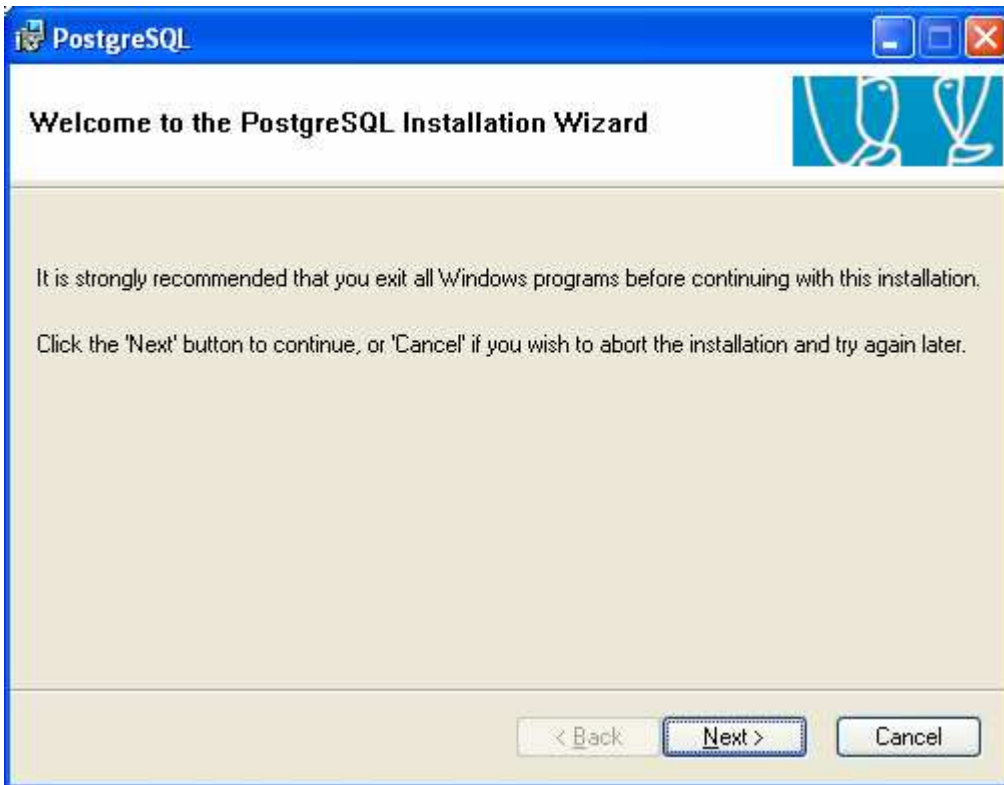 PostgreSQL
Welcome to the PostgreSQL Installation Wizard
It is strongly recommended that you exit all Windows programs before continuing with this installation.
Click the 'Next' button to continue, or 'Cancel' if you wish to abort the installation and try again later.
< Back
Next >
Cancel